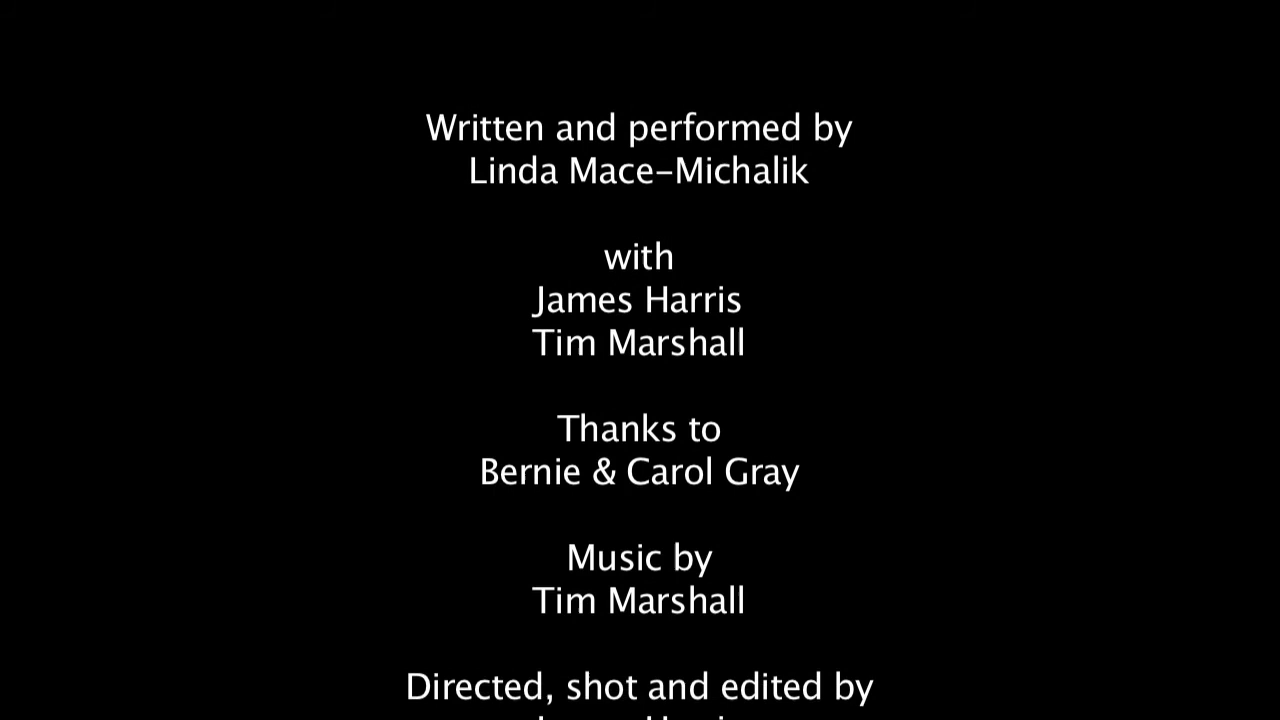 Written and performed by
Linda Mace-Michalik
with
James Harris
Tim Marshall
Thanks to
Bernie & Carol Gray
Music by
Tim Marshall
Directed, shot and edited by